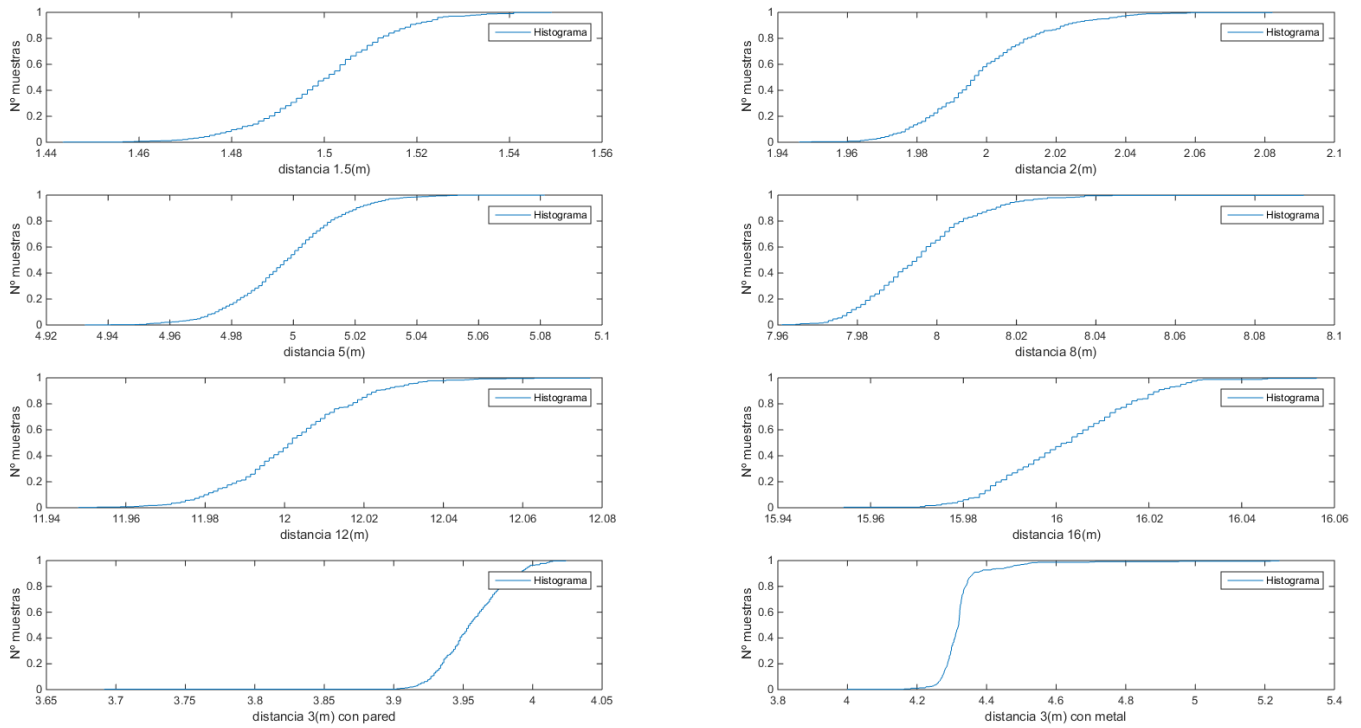 1
0.8
0.6
0.4
0.2
0
Nº muestras
Histograma
1.44 1.46 1.48 1.5 1.52 1.54 1.56
distancia 1.5(m)
1
0.8
0.6
0.4
0.2
0
Nº muestras
Histograma
1.94 1.96 1.98 2 2.02 2.04 2.06 2.08 2.1
distancia 2(m)
1
0.8
0.6
0.4
0.2
0
Nº muestras
Histograma
4.92 4.94 4.96 4.98 5 5.02 5.04 5.06 5.08 5.1
distancia 5(m)
1
0.8
0.6
0.4
0.2
0
Nº muestras
Histograma
7.96 7.98 8 8.02 8.04 8.06 8.08 8.1
distancia 8(m)
1
0.8
0.6
0.4
0.2
0
Nº muestras
Histograma
11.94 11.96 11.98 12 12.02 12.04 12.06 12.08
distancia 12(m)
1
0.8
0.6
0.4
0.2
0
Nº muestras
Histograma
15.94 15.96 15.98 16 16.02 16.04 16.06
distancia 16(m)
1
0.8
0.6
0.4
0.2
0
Nº muestras
Histograma
3.65 3.7 3.75 3.8 3.85 3.9 3.95 4 4.05
distancia 3(m) con pared
1
0.8
0.6
0.4
0.2
0
Nº muestras
Histograma
3.8 4 4.2 4.4 4.6 4.8 5 5.2 5.4
distancia 3(m) con metal